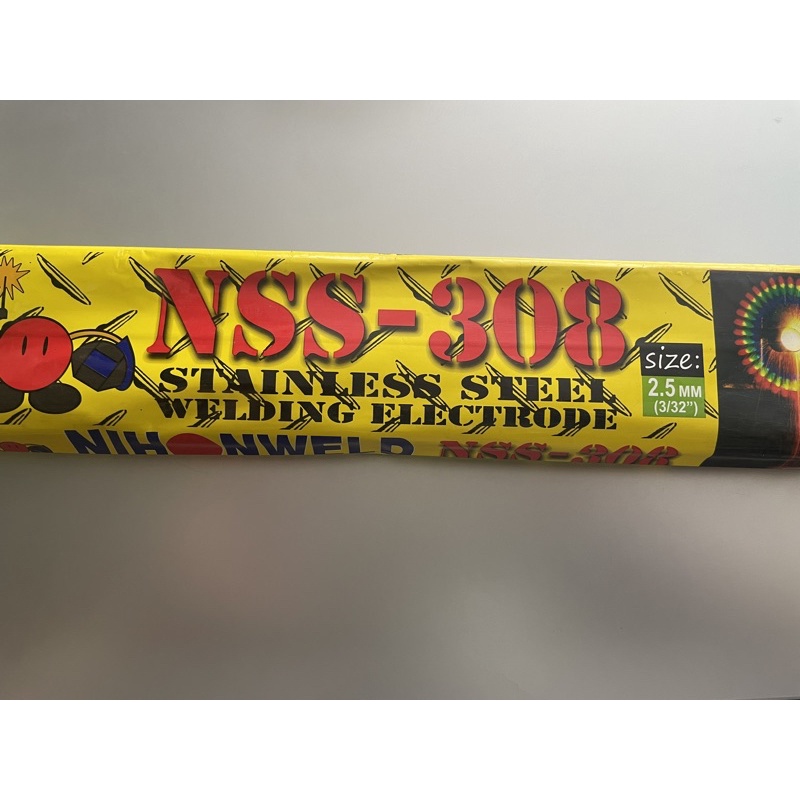 NSS-308
STAINLESS STEEL
WELDING ELECTRODE
size:
2.5 MM
(3/32")
NIHONWELD
NSS-308